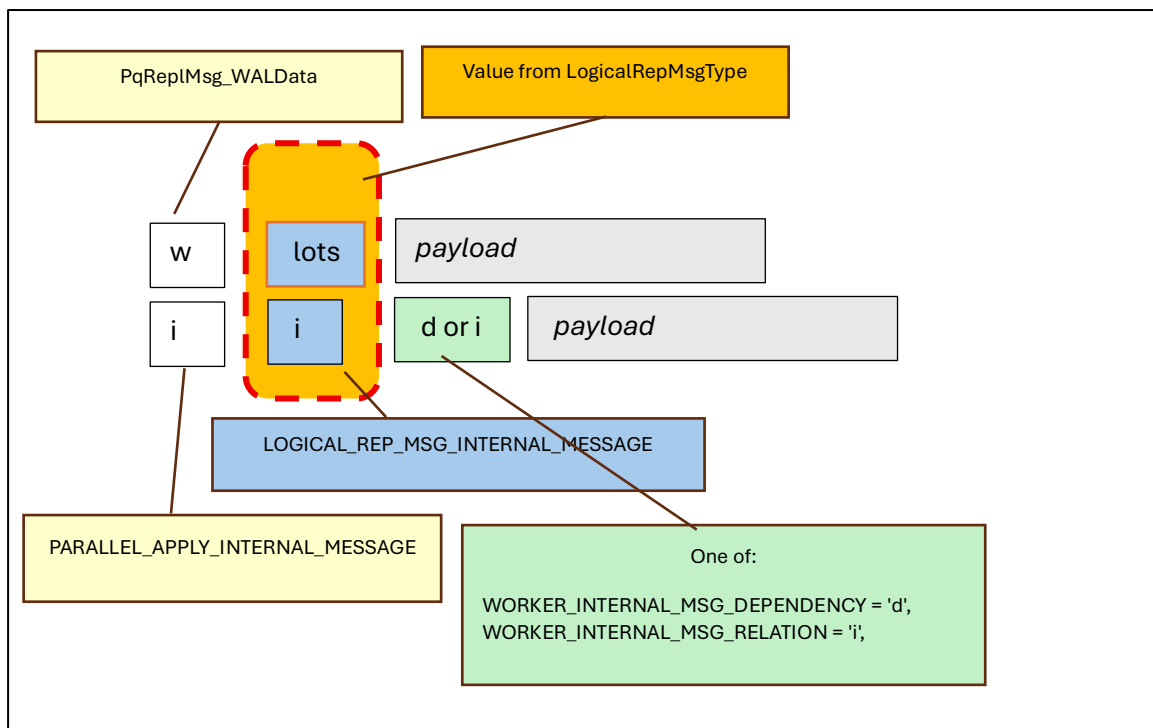 PqReplMsg_WALData
Value from LogicalRepMsgType
w
lots
payload
i
i
d or i
payload
LOGICAL_REP_MSG_INTERNAL_MESSAGE
PARALLEL_APPLY_INTERNAL_MESSAGE
One of:
WORKER_INTERNAL_MSG_DEPENDENCY = 'd',
WORKER_INTERNAL_MSG_RELATION = 'i',